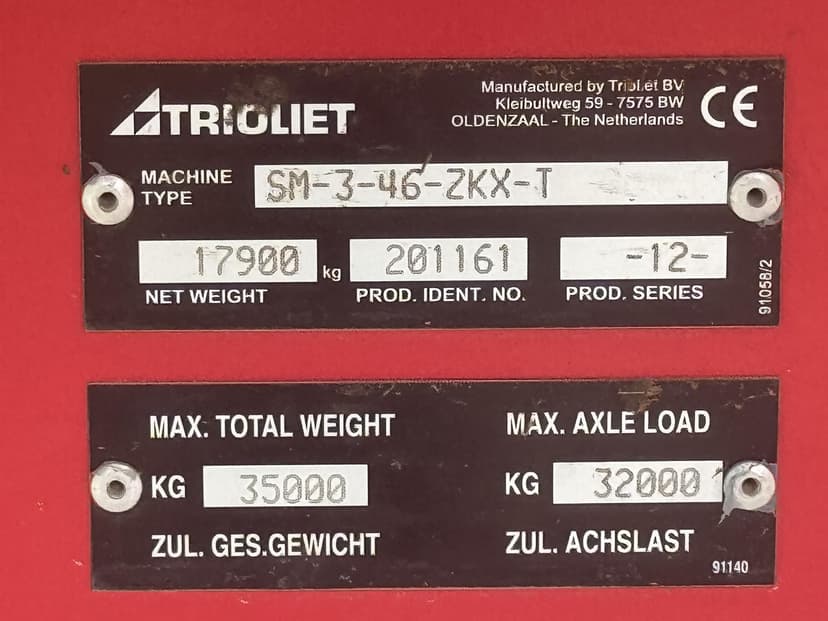 TRIOLIET
Manufactured by Trioliet BV
Kleibultweg 59 - 7575 BW
OLDENZAAL - The Netherlands
CE
MACHINE TYPE
SM-3-46-ZKX-T
17900 kg
NET WEIGHT
201161
PROD. IDENT. NO.
-12-
PROD. SERIES
91058/2
MAX. TOTAL WEIGHT
KG 35000
ZUL. GES.GEWICHT
MAX. AXLE LOAD
KG 32000
ZUL. ACHSLAST
91140